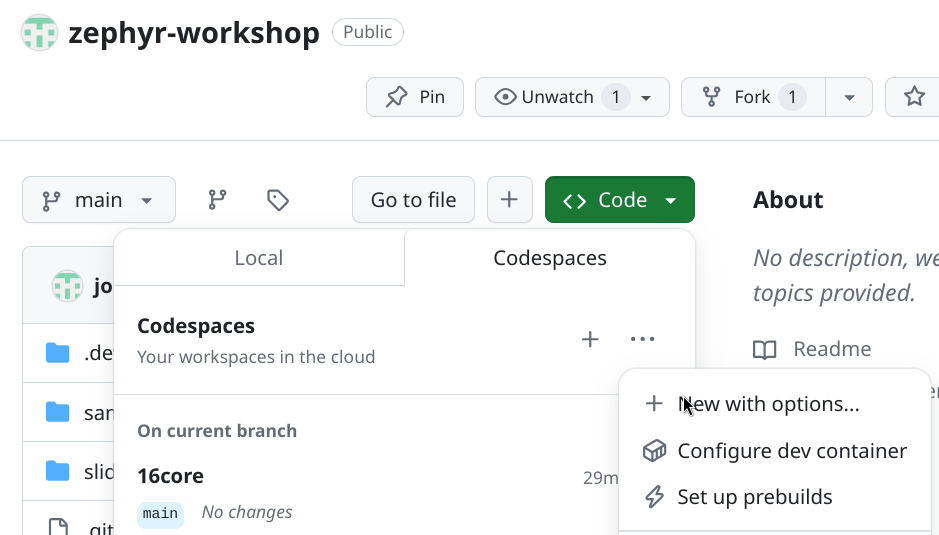 zephyr-workshop Public
Pin Unwatch 1 Fork 1
main Go to file Code About
Local Codespaces
No description, we
topics provided.
jo
Codespaces
Your workspaces in the cloud
Readme
.de
New with options...
sar
On current branch
Configure dev container
slid
16core 29m
Set up prebuilds
main No changes
.git